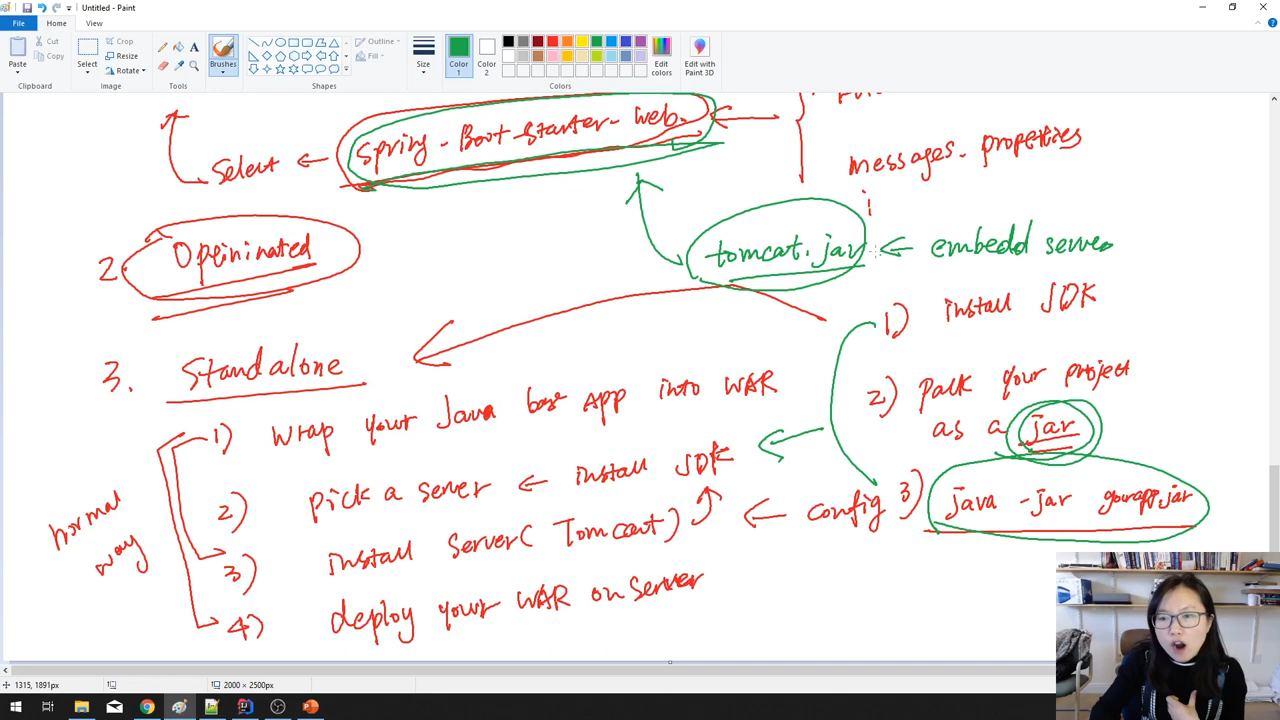 Untitled - Paint
File
Home
View
Paste
Cut
Copy
Clipboard
Select
Crop
Resize
Rotate
Image
Tools
Brushes
Outline
Fill
Shapes
Size
Color 1
Color 2
Edit colors
Edit with Paint 3D
Colors
Spring-Boot-Starter-Web.
Select
messages. properties
2. Opininated
tomcat.jar
embedd server
1) install JDK
3. Standalone
2) Pack your project
as a jar
3) java -jar yourapp.jar
1) Wrap your Java base App into WAR
2) Pick a server ← install JDK
3) install Server( Tomcat)
config
4) deploy your WAR on Server
Normal way
1315, 1891px
2000 × 2500px
100%